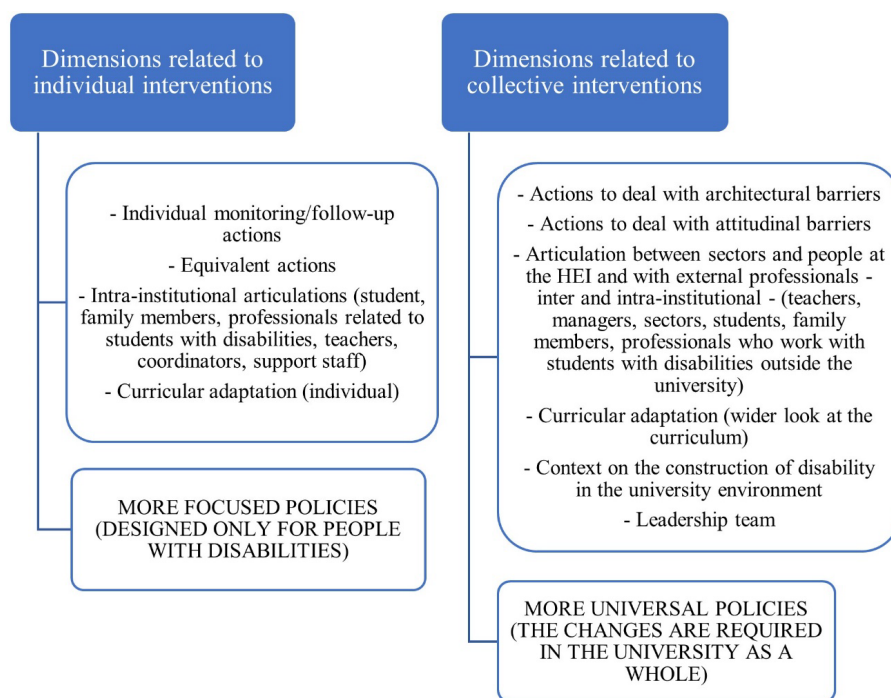 Dimensions related to
individual interventions
- Individual monitoring/follow-up
actions
- Equivalent actions
- Intra-institutional articulations (student,
family members, professionals related to
students with disabilities, teachers,
coordinators, support staff)
- Curricular adaptation (individual)
MORE FOCUSED POLICIES
(DESIGNED ONLY FOR PEOPLE
WITH DISABILITIES)
Dimensions related to
collective interventions
- Actions to deal with architectural barriers
- Actions to deal with attitudinal barriers
- Articulation between sectors and people at
the HEI and with external professionals -
inter and intra-institutional - (teachers,
managers, sectors, students, family
members, professionals who work with
students with disabilities outside the
university)
- Curricular adaptation (wider look at the
curriculum)
- Context on the construction of disability
in the university environment
- Leadership team
MORE UNIVERSAL POLICIES
(THE CHANGES ARE REQUIRED
IN THE UNIVERSITY AS A
WHOLE)